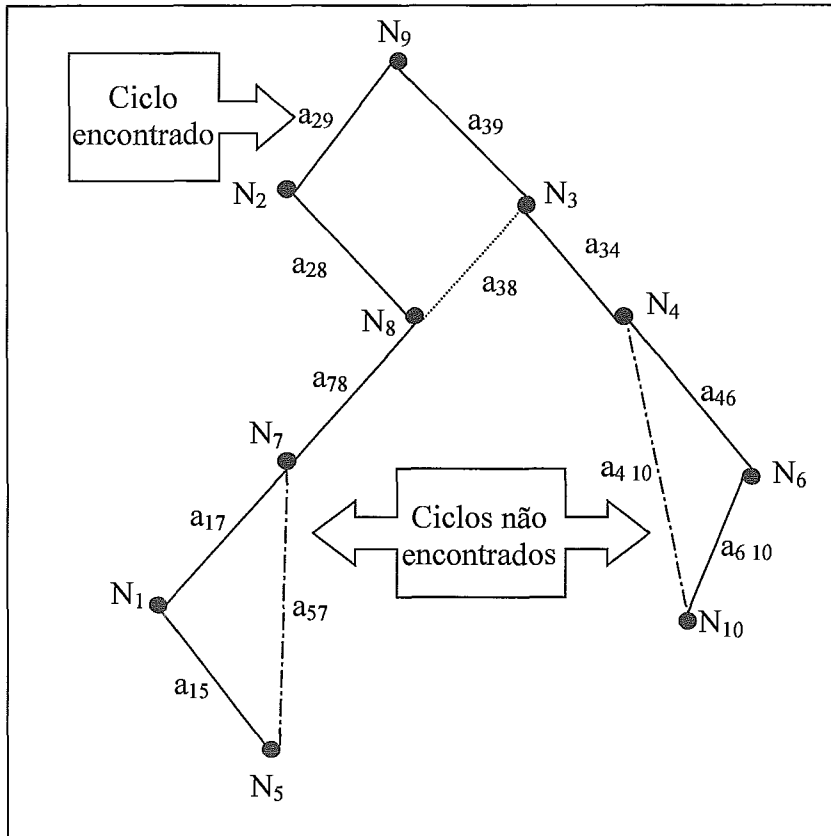 N₉
Ciclo
encontrado
a₂₉
a₃₉
N₂
N₃
a₂₈
a₃₈
a₃₄
N₈
N₄
a₇₈
a₄₆
N₇
a₄ ₁₀
N₆
a₁₇
Ciclos não
encontrados
a₆ ₁₀
N₁
a₅₇
N₁₀
a₁₅
N₅